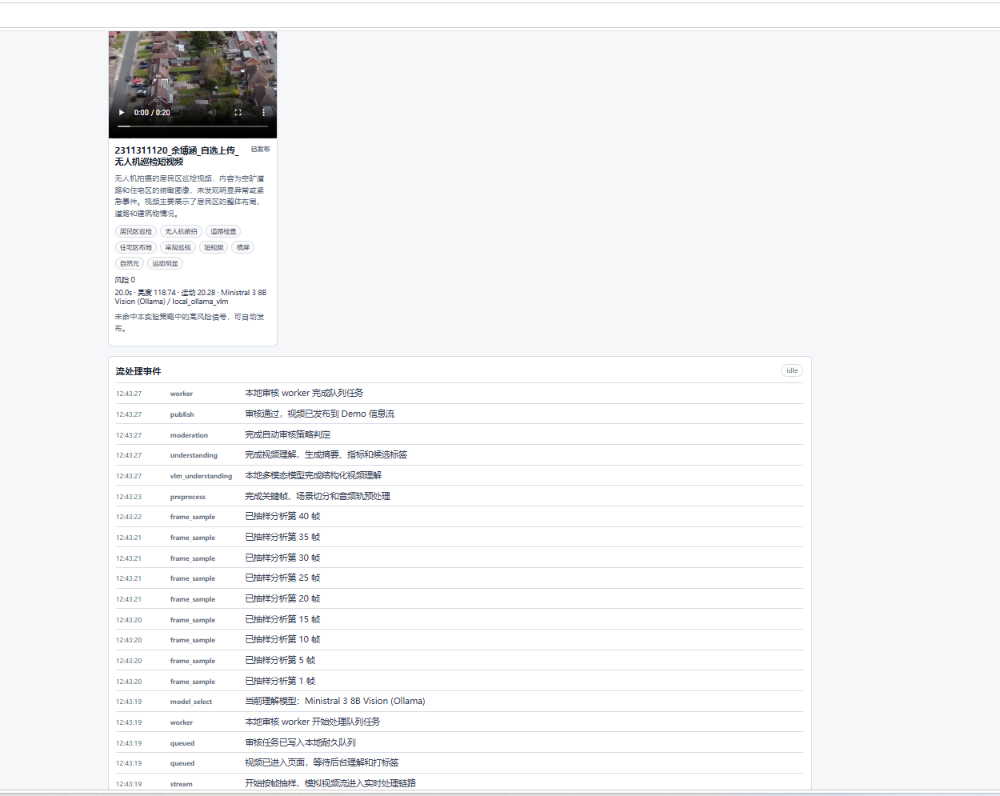 0:00 / 0:20
2311311120_余博涵_自选上传_ 已发布
无人机巡检短视频
无人机拍摄的居民区巡检视频，内容为空旷道
路和住宅区的俯瞰图像，未发现明显异常或紧
急事件。视频主要展示了居民区的整体布局、
道路和建筑物情况。
居民区巡检 无人机俯拍 道路检查
住宅区布局 常规巡视 短视频 横屏
自然光 运动明显
风险 0
20.0s · 亮度 118.74 · 运动 20.28 · Ministral 3 8B
Vision (Ollama) / local_ollama_vlm
未命中本实验策略中的高风险信号，可自动发
布。
流处理事件 idle
12:43:27 worker 本地审核 worker 完成队列任务
12:43:27 publish 审核通过，视频已发布到 Demo 信息流
12:43:27 moderation 完成自动审核策略判定
12:43:27 understanding 完成视频理解，生成摘要、指标和候选标签
12:43:27 vlm_understanding 本地多模态模型完成结构化视频理解
12:43:23 preprocess 完成关键帧、场景切分和音频轨预处理
12:43:22 frame_sample 已抽样分析第 40 帧
12:43:21 frame_sample 已抽样分析第 35 帧
12:43:21 frame_sample 已抽样分析第 30 帧
12:43:21 frame_sample 已抽样分析第 25 帧
12:43:21 frame_sample 已抽样分析第 20 帧
12:43:20 frame_sample 已抽样分析第 15 帧
12:43:20 frame_sample 已抽样分析第 10 帧
12:43:20 frame_sample 已抽样分析第 5 帧
12:43:20 frame_sample 已抽样分析第 1 帧
12:43:19 model_select 当前理解模型：Ministral 3 8B Vision (Ollama)
12:43:19 worker 本地审核 worker 开始处理队列任务
12:43:19 queued 审核任务已写入本地耐久队列
12:43:19 queued 视频已进入页面，等待后台理解和打标签
12:43:19 stream 开始按帧抽样，模拟视频流进入实时处理链路